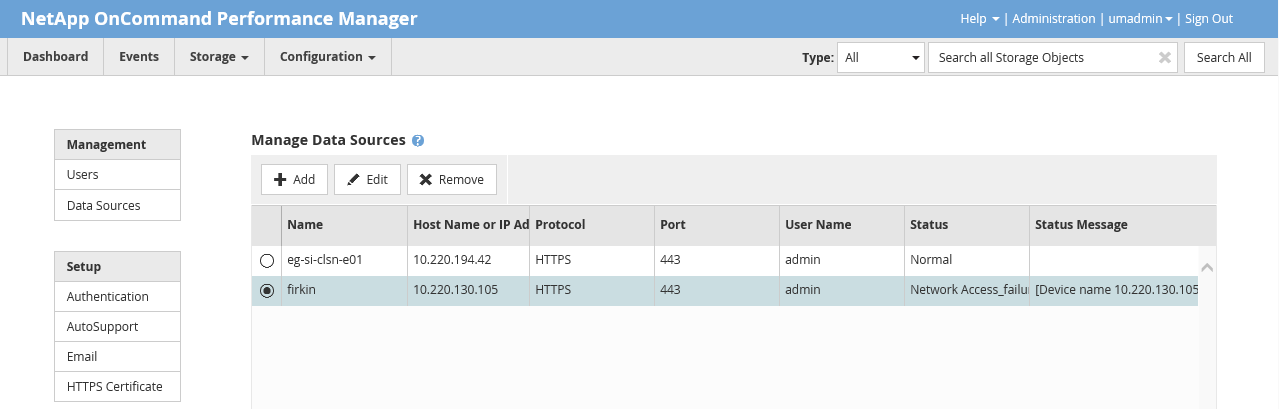 NetApp OnCommand Performance Manager
Help | Administration | umadmin | Sign Out
Dashboard Events Storage Configuration Type: All Search all Storage Objects Search All
Management
Users
Data Sources
Setup
Authentication
AutoSupport
Email
HTTPS Certificate
Manage Data Sources ?
Add Edit Remove
Name Host Name or IP Ad Protocol Port User Name Status Status Message
eg-si-clsn-e01 10.220.194.42 HTTPS 443 admin Normal
firkin 10.220.130.105 HTTPS 443 admin Network Access_failu [Device name 10.220.130.105